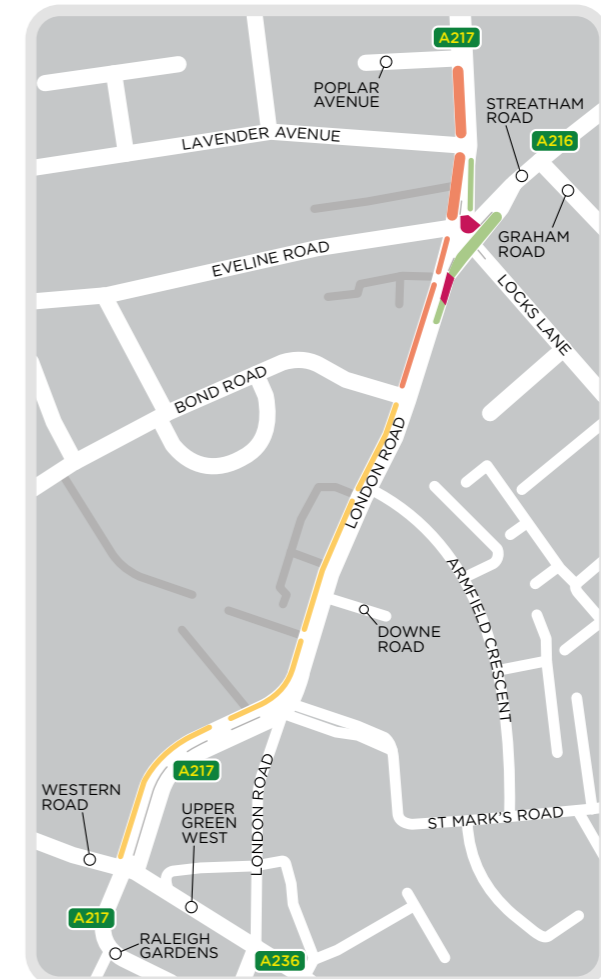 A217
POPLAR
AVENUE
STREATHAM
ROAD
A216
LAVENDER AVENUE
GRAHAM
ROAD
EVELINE ROAD
LOCKS LANE
BOND ROAD
LONDON ROAD
ARMFIELD CRESCENT
DOWNE
ROAD
A217
WESTERN
ROAD
UPPER
GREEN
WEST
LONDON ROAD
ST MARK'S ROAD
A217
RALEIGH
GARDENS
A236